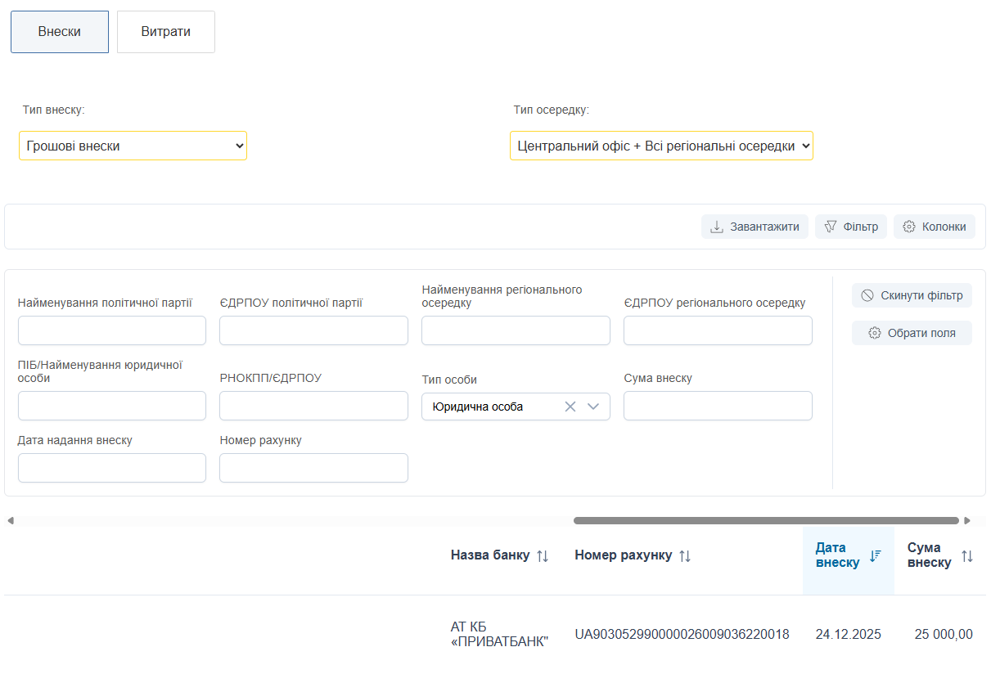 Внески
Витрати
Тип внеску:
Тип осередку:
Грошові внески
Центральний офіс + Всі регіональні осередки
Завантажити
Фільтр
Колонки
Найменування політичної партії
ЄДРПОУ політичної партії
Найменування регіонального
осередку
ЄДРПОУ регіонального осередку
Скинути фільтр
Обрати поля
ПІБ/Найменування юридичної
особи
РНОКПП/ЄДРПОУ
Тип особи
Сума внеску
Юридична особа
Дата надання внеску
Номер рахунку
Назва банку
Номер рахунку
Дата
внеску
Сума
внеску
АТ КБ
«ПРИВАТБАНК"
UA903052990000026009036220018
24.12.2025
25 000,00